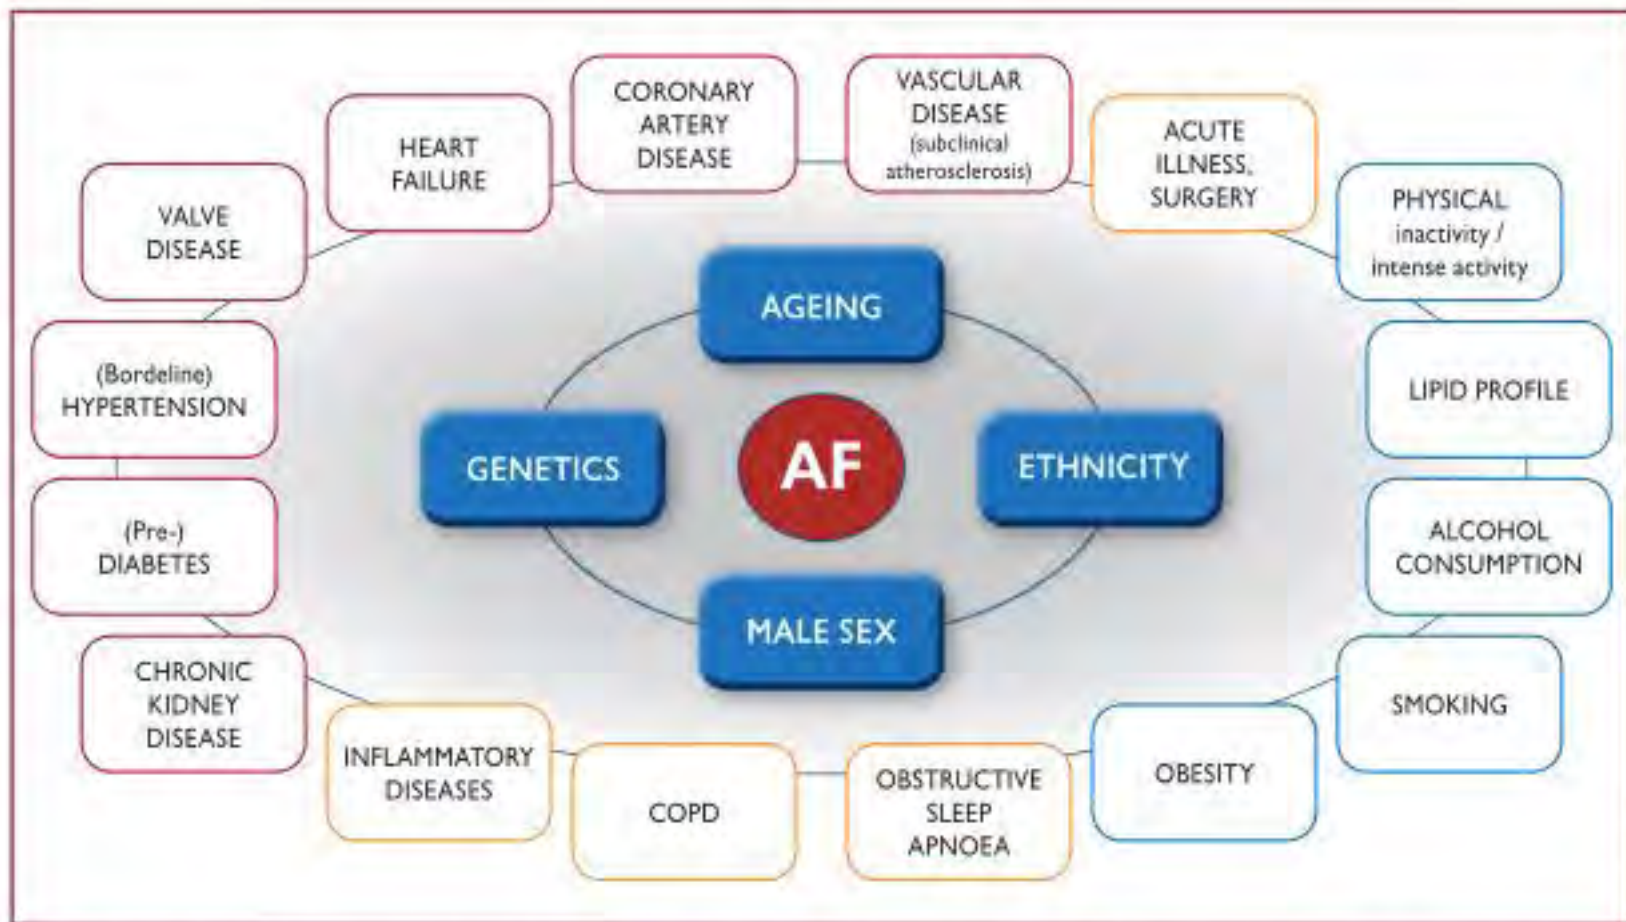 CORONARY
ARTERY
DISEASE
VASCULAR
DISEASE
(subclinical
atherosclerosis)
HEART
FAILURE
ACUTE
ILLNESS,
SURGERY
VALVE
DISEASE
PHYSICAL
inactivity /
intense activity
(Bordeline)
HYPERTENSION
LIPID PROFILE
(Pre-)
DIABETES
ALCOHOL
CONSUMPTION
CHRONIC
KIDNEY
DISEASE
SMOKING
INFLAMMATORY
DISEASES
COPD
OBSTRUCTIVE
SLEEP
APNOEA
OBESITY
AGEING
GENETICS
AF
ETHNICITY
MALE SEX